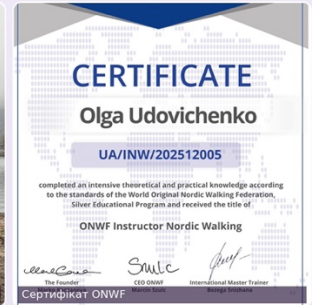 CERTIFICATE
Olga Udovichenko
UA/INW/202512005
completed an intensive theoretical and practical knowledge according
to the standards of the World Original Nordic Walking Federation,
Silver Educational Program and received the title of
ONWF Instructor Nordic Walking
The Founder
CEO ONWF
International Master Trainer
Сертифікат ONWF